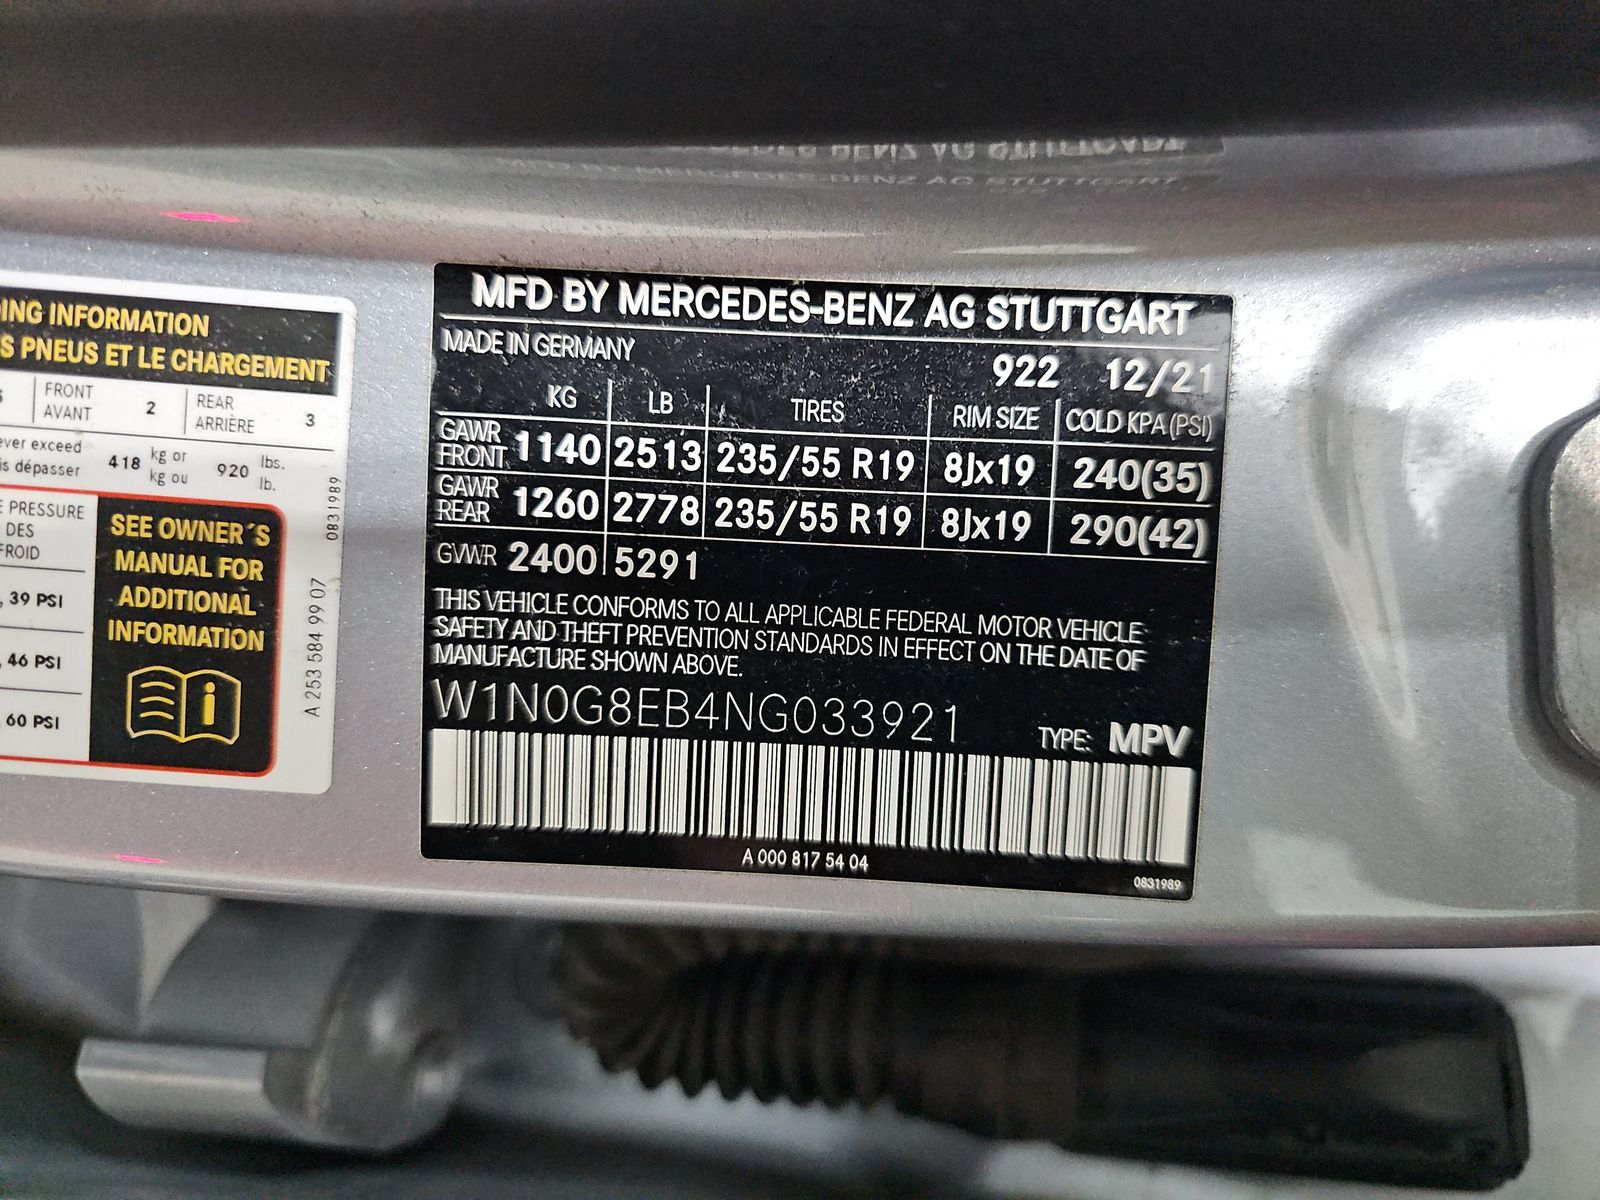 ING INFORMATION
S PNEUS ET LE CHARGEMENT
FRONT
AVANT
2
REAR
ARRIÈRE
3
ever exceed
is dépasser
418
kg or
kg ou
920
lbs.
lb.
E PRESSURE
DES
FROID
, 39 PSI
, 46 PSI
, 60 PSI
SEE OWNER´S
MANUAL FOR
ADDITIONAL
INFORMATION
0831989
A 253 584 99 07
MFD BY MERCEDES-BENZ AG STUTTGART
MADE IN GERMANY
922 12/21
KG LB TIRES RIM SIZE COLD KPA (PSI)
GAWR FRONT 1140 2513 235/55 R19 8Jx19 240(35)
GAWR REAR 1260 2778 235/55 R19 8Jx19 290(42)
GVWR 2400 5291
THIS VEHICLE CONFORMS TO ALL APPLICABLE FEDERAL MOTOR VEHICLE
SAFETY AND THEFT PREVENTION STANDARDS IN EFFECT ON THE DATE OF
MANUFACTURE SHOWN ABOVE.
W1N0G8EB4NG033921
TYPE: MPV
A 000 817 54 04
0831989